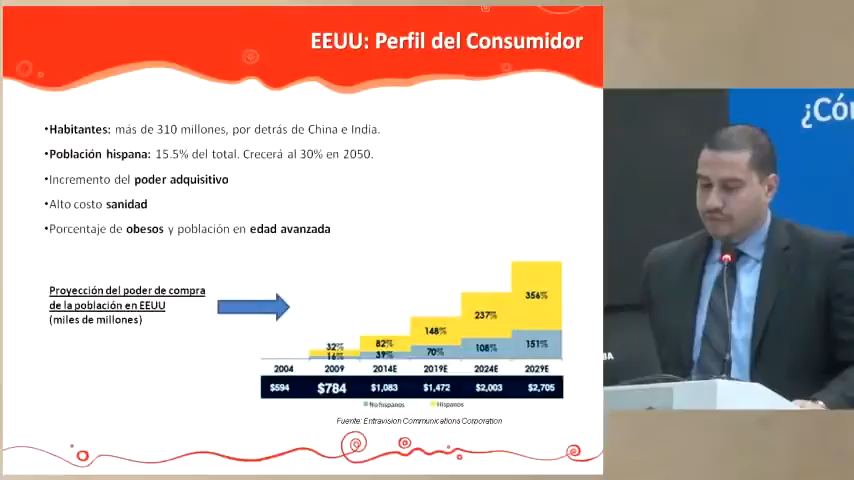 EEUU: Perfil del Consumidor
•Habitantes: más de 310 millones, por detrás de China e India.
•Población hispana: 15.5% del total. Crecerá al 30% en 2050.
•Incremento del poder adquisitivo
•Alto costo sanidad
•Porcentaje de obesos y población en edad avanzada
Proyección del poder de compra
de la población en EEUU
(miles de millones)
356%
237%
148%
82%
32%
151%
108%
70%
39%
16%
2004 2009 2014E 2019E 2024E 2029E
$594 $784 $1,083 $1,472 $2,003 $2,705
No hispanos Hispanos
Fuente: Entravision Communications Corporation
¿Cór
BA